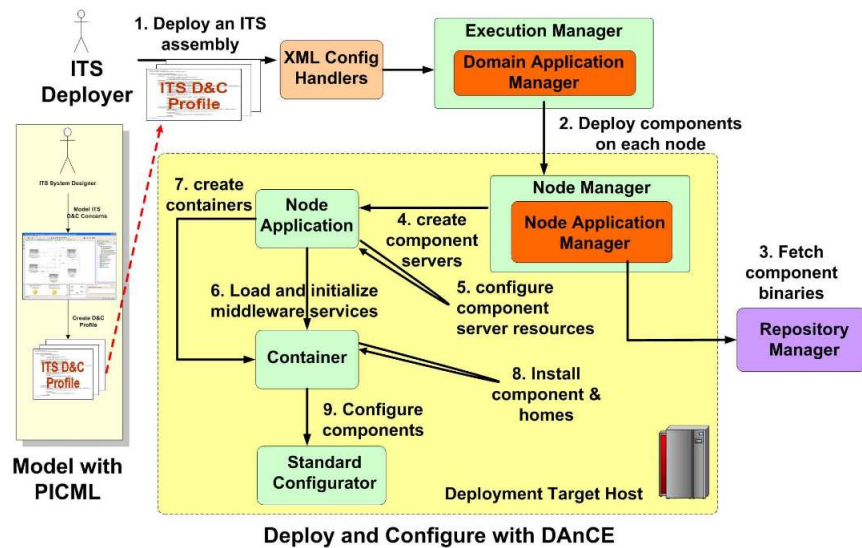 1. Deploy an ITS
assembly
ITS
Deployer
ITS D&C
Profile
XML Config
Handlers
Execution Manager
Domain Application
Manager
2. Deploy components
on each node
ITS System Designer
Model ITS
D&C Concerns
Create D&C
Profile
ITS D&C
Profile
Model with
PICML
7. create
containers
Node
Application
4. create
component
servers
Node Manager
Node Application
Manager
3. Fetch
component
binaries
Repository
Manager
5. configure
component
server resources
6. Load and initialize
middleware services
Container
8. Install
component &
homes
9. Configure
components
Standard
Configurator
Deployment Target Host
Deploy and Configure with DAnCE